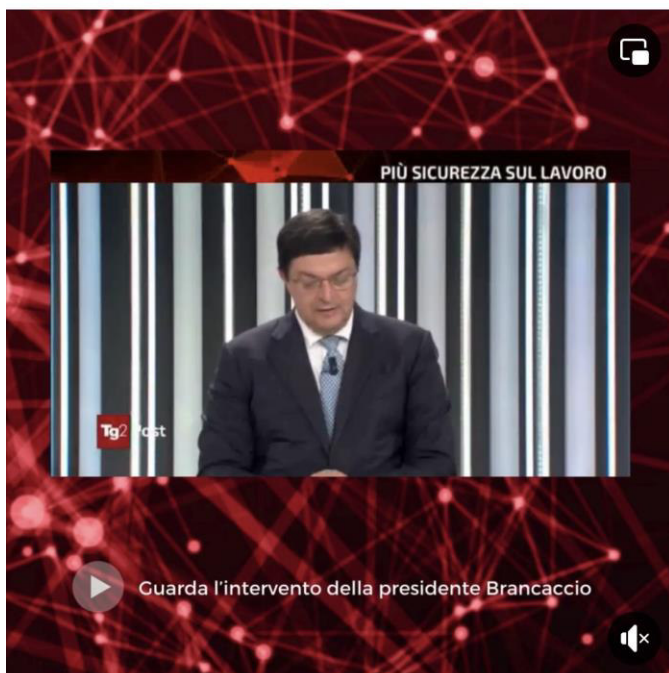 PIÙ SICUREZZA SUL LAVORO
Tg2 Post
Guarda l'intervento della presidente Brancaccio